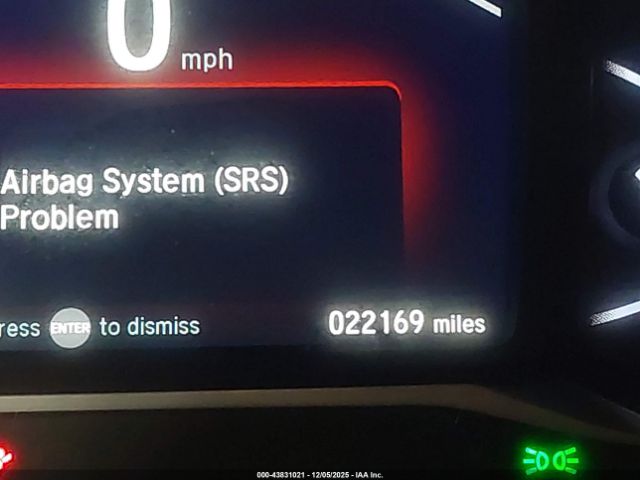 0 mph
Airbag System (SRS)
Problem
ress ENTER to dismiss
022169 miles
000-43831021 - 12/05/2025 - IAA Inc.